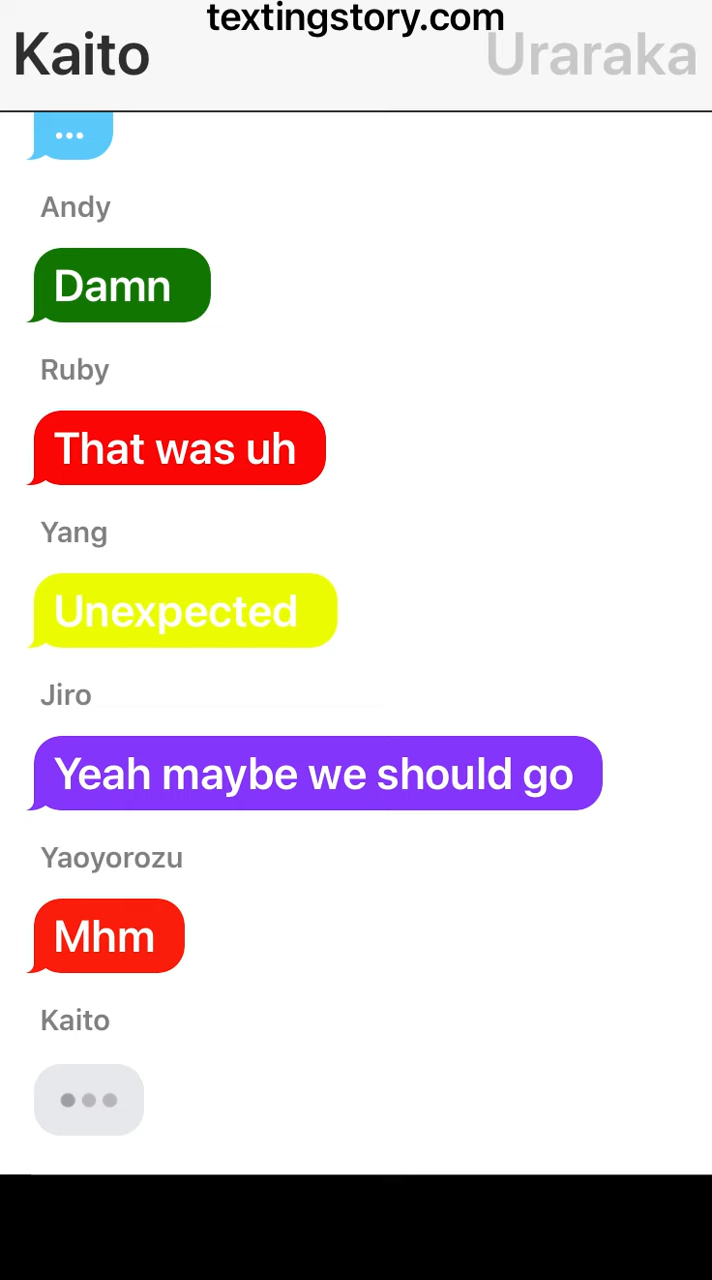 textingstory.com
Kaito Uraraka
...
Andy
Damn
Ruby
That was uh
Yang
Unexpected
Jiro
Yeah maybe we should go
Yaoyorozu
Mhm
Kaito